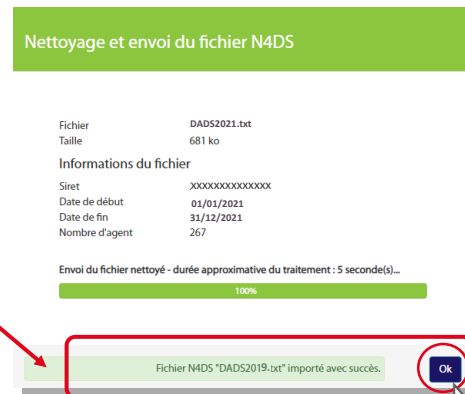 Nettoyage et envoi du fichier N4DS
Fichier DADS2021.txt
Taille 681 ko
Informations du fichier
Siret XXXXXXXXXXXXXX
Date de début 01/01/2021
Date de fin 31/12/2021
Nombre d'agent 267
Envoi du fichier nettoyé - durée approximative du traitement : 5 seconde(s)...
100%
Fichier N4DS "DADS2019.txt" importé avec succès. Ok